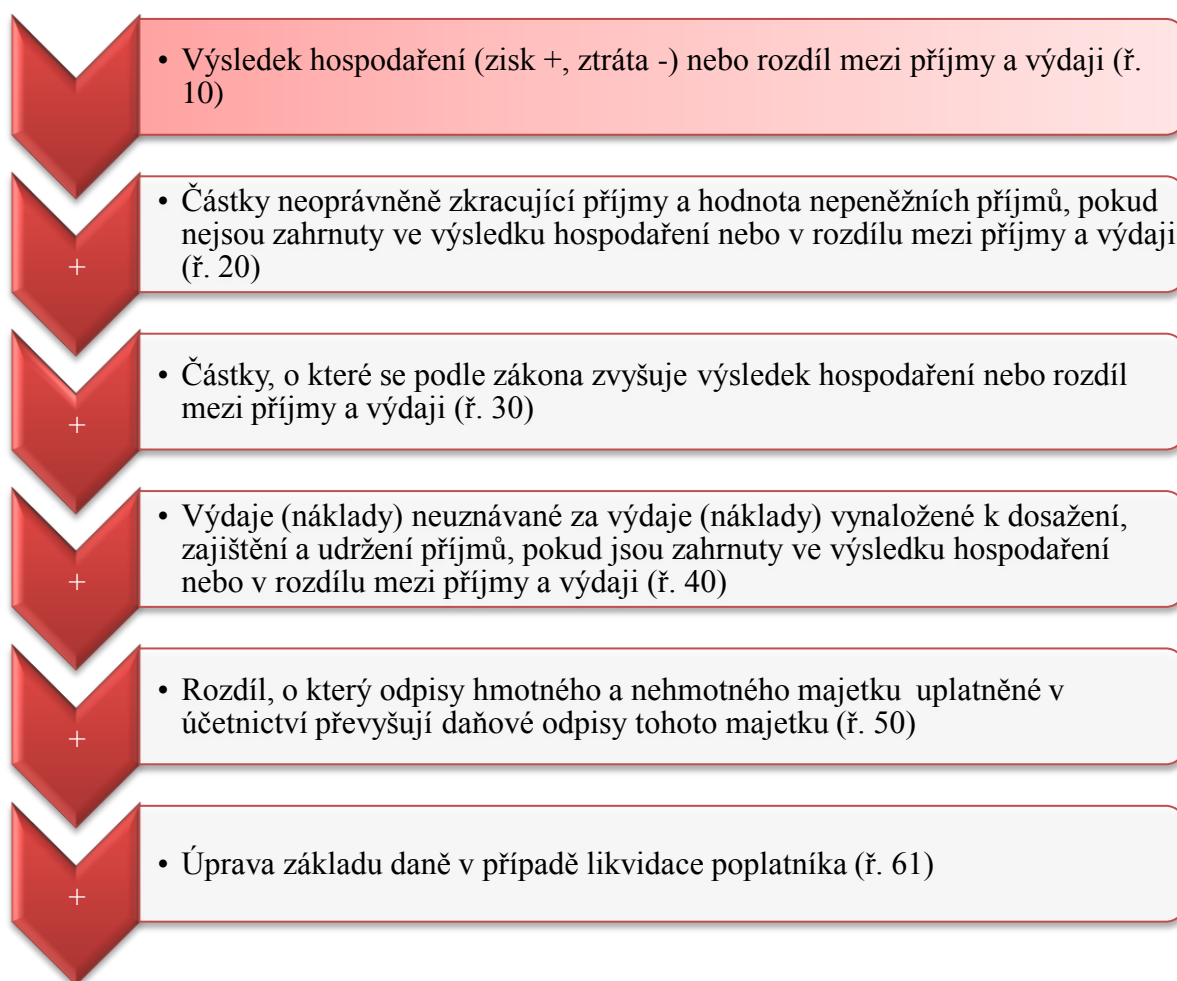 • Výsledek hospodaření (zisk +, ztráta -) nebo rozdíl mezi příjmy a výdaji (ř.
10)
+
• Částky neoprávněně zkracující příjmy a hodnota nepeněžních příjmů, pokud
nejsou zahrnuty ve výsledku hospodaření nebo v rozdílu mezi příjmy a výdaji
(ř. 20)
+
• Částky, o které se podle zákona zvyšuje výsledek hospodaření nebo rozdíl
mezi příjmy a výdaji (ř. 30)
+
• Výdaje (náklady) neuznávané za výdaje (náklady) vynaložené k dosažení,
zajištění a udržení příjmů, pokud jsou zahrnuty ve výsledku hospodaření
nebo v rozdílu mezi příjmy a výdaji (ř. 40)
+
• Rozdíl, o který odpisy hmotného a nehmotného majetku uplatněné v
účetnictví převyšují daňové odpisy tohoto majetku (ř. 50)
+
• Úprava základu daně v případě likvidace poplatníka (ř. 61)